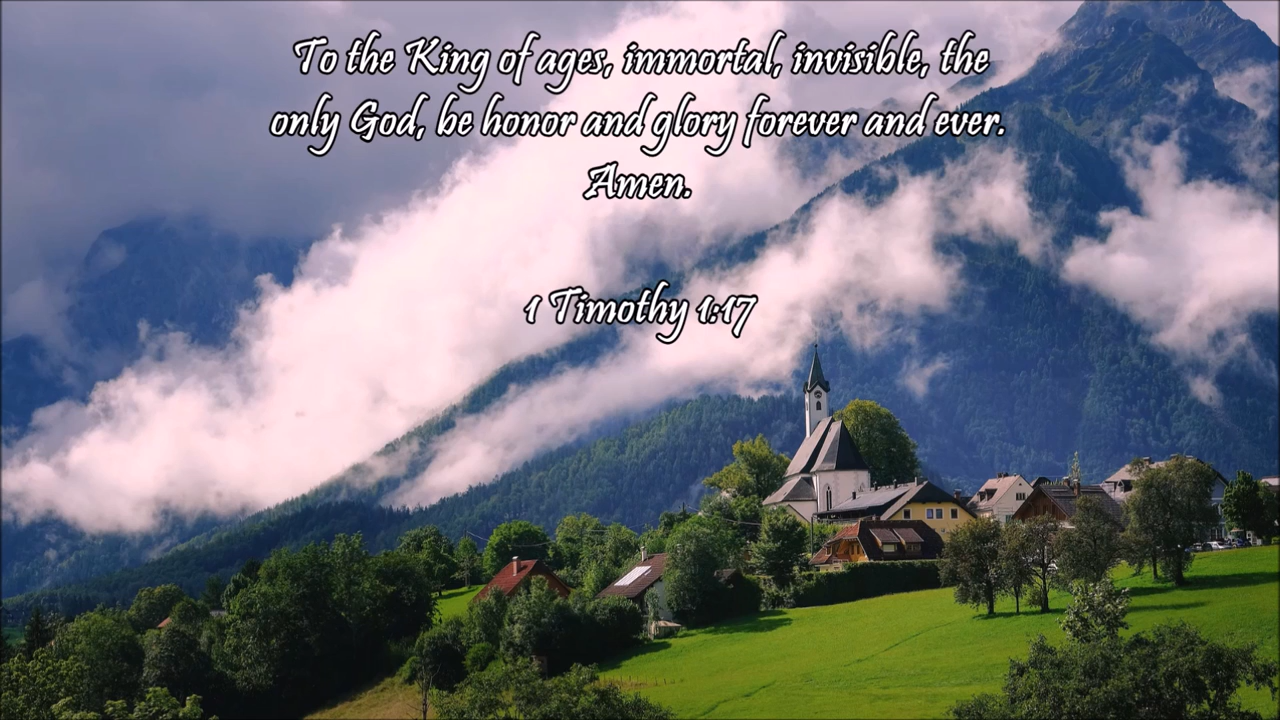 To the King of ages, immortal, invisible, the
only God, be honor and glory forever and ever.
Amen.
1 Timothy 1:17